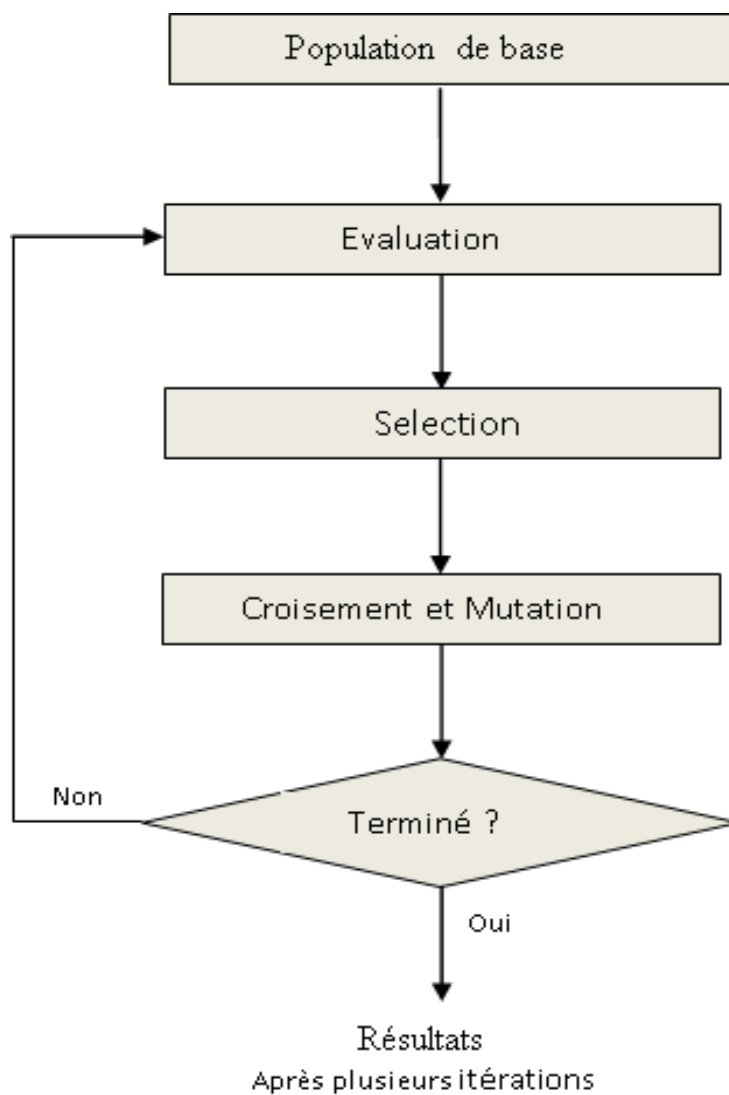 Population de base
Evaluation
Selection
Croisement et Mutation
Terminé ?
Non
Oui
Résultats
Après plusieurs itérations